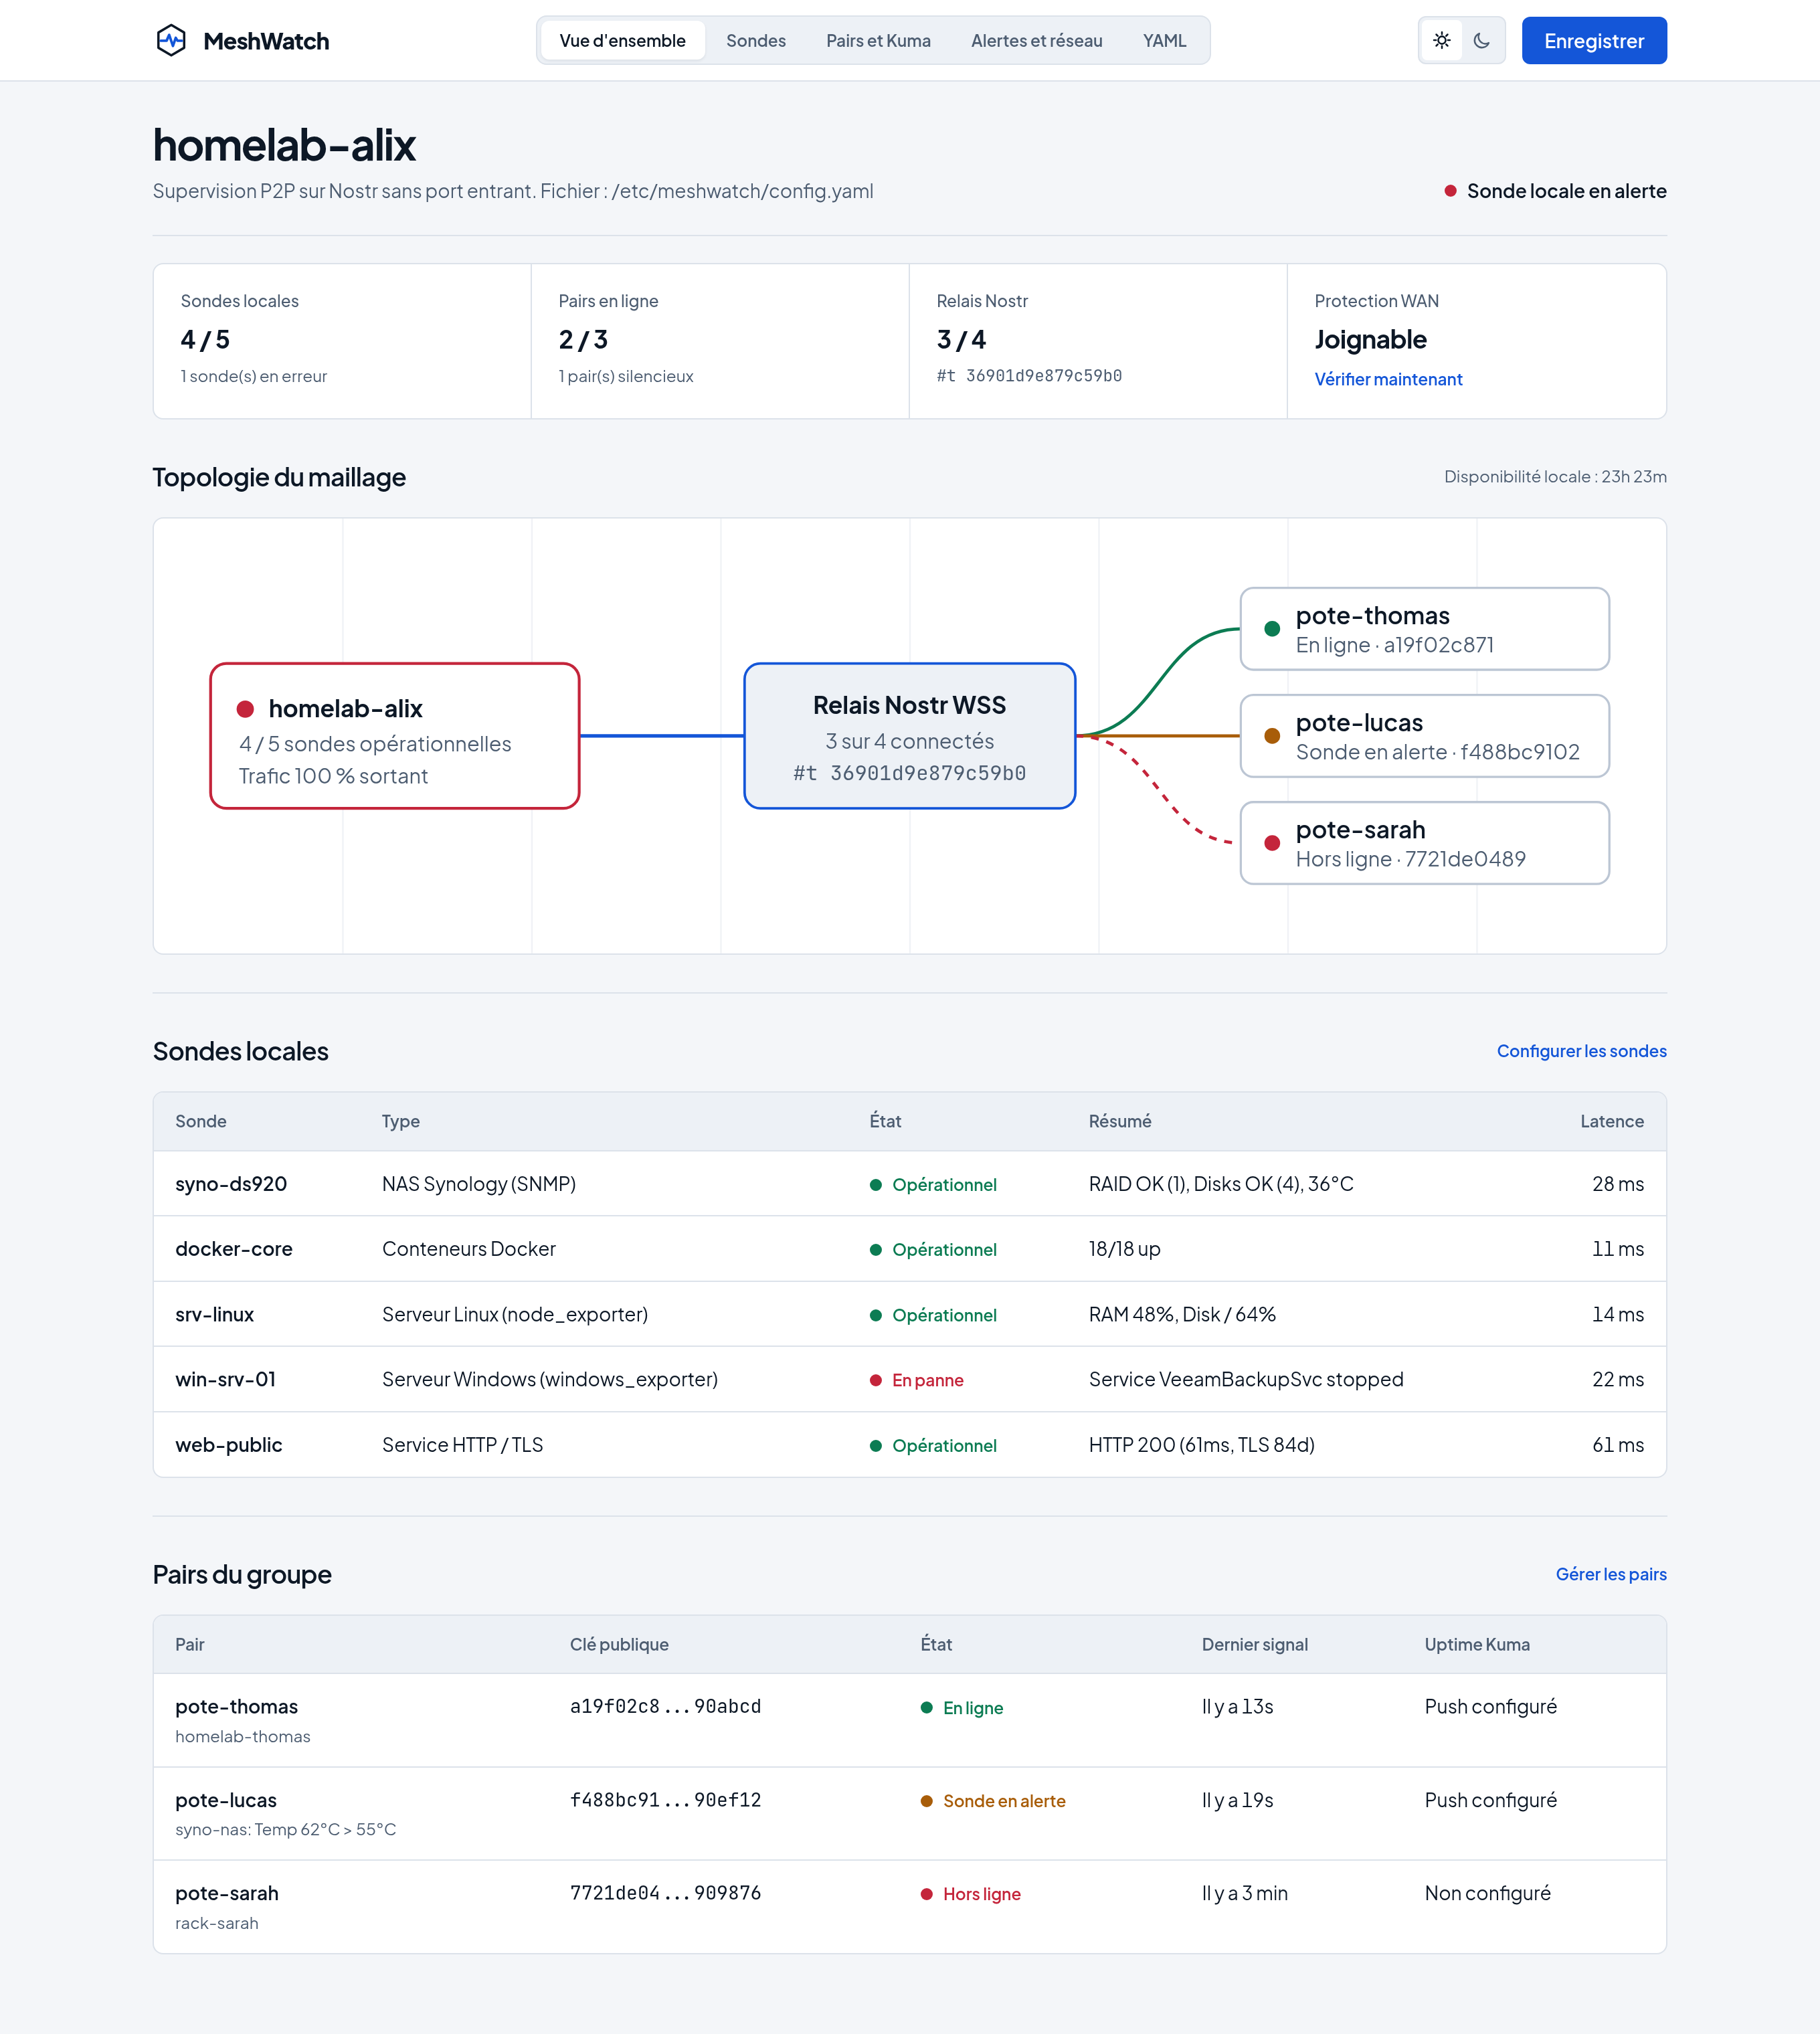 MeshWatch
Vue d'ensemble
Sondes
Pairs et Kuma
Alertes et réseau
YAML
Enregistrer
homelab-alix
Supervision P2P sur Nostr sans port entrant. Fichier : /etc/meshwatch/config.yaml
Sonde locale en alerte
Sondes locales
4 / 5
1 sonde(s) en erreur
Pairs en ligne
2 / 3
1 pair(s) silencieux
Relais Nostr
3 / 4
#t 36901d9e879c59b0
Protection WAN
Joignable
Vérifier maintenant
Topologie du maillage
Disponibilité locale : 23h 23m
homelab-alix
4 / 5 sondes opérationnelles
Trafic 100 % sortant
Relais Nostr WSS
3 sur 4 connectés
#t 36901d9e879c59b0
pote-thomas
En ligne · a19f02c871
pote-lucas
Sonde en alerte · f488bc9102
pote-sarah
Hors ligne · 7721de0489
Sondes locales
Configurer les sondes
Sonde Type État Résumé Latence
syno-ds920 NAS Synology (SNMP) Opérationnel RAID OK (1), Disks OK (4), 36°C 28 ms
docker-core Conteneurs Docker Opérationnel 18/18 up 11 ms
srv-linux Serveur Linux (node_exporter) Opérationnel RAM 48%, Disk / 64% 14 ms
win-srv-01 Serveur Windows (windows_exporter) En panne Service VeeamBackupSvc stopped 22 ms
web-public Service HTTP / TLS Opérationnel HTTP 200 (61ms, TLS 84d) 61 ms
Pairs du groupe
Gérer les pairs
Pair Clé publique État Dernier signal Uptime Kuma
pote-thomas a19f02c8...90abcd En ligne Il y a 13s Push configuré
homelab-thomas
pote-lucas f488bc91...90ef12 Sonde en alerte Il y a 19s Push configuré
syno-nas: Temp 62°C > 55°C
pote-sarah 7721de04...909876 Hors ligne Il y a 3 min Non configuré
rack-sarah